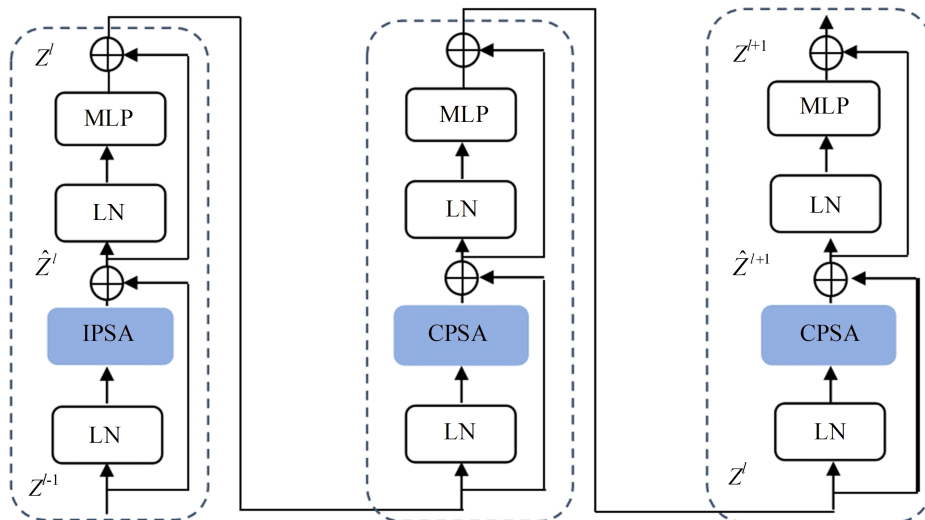 Z^l
MLP
LN
Ẑ^l
IPSA
LN
Z^{l-1}
MLP
LN
CPSA
LN
Z^{l+1}
MLP
LN
Ẑ^{l+1}
CPSA
LN
Z^l